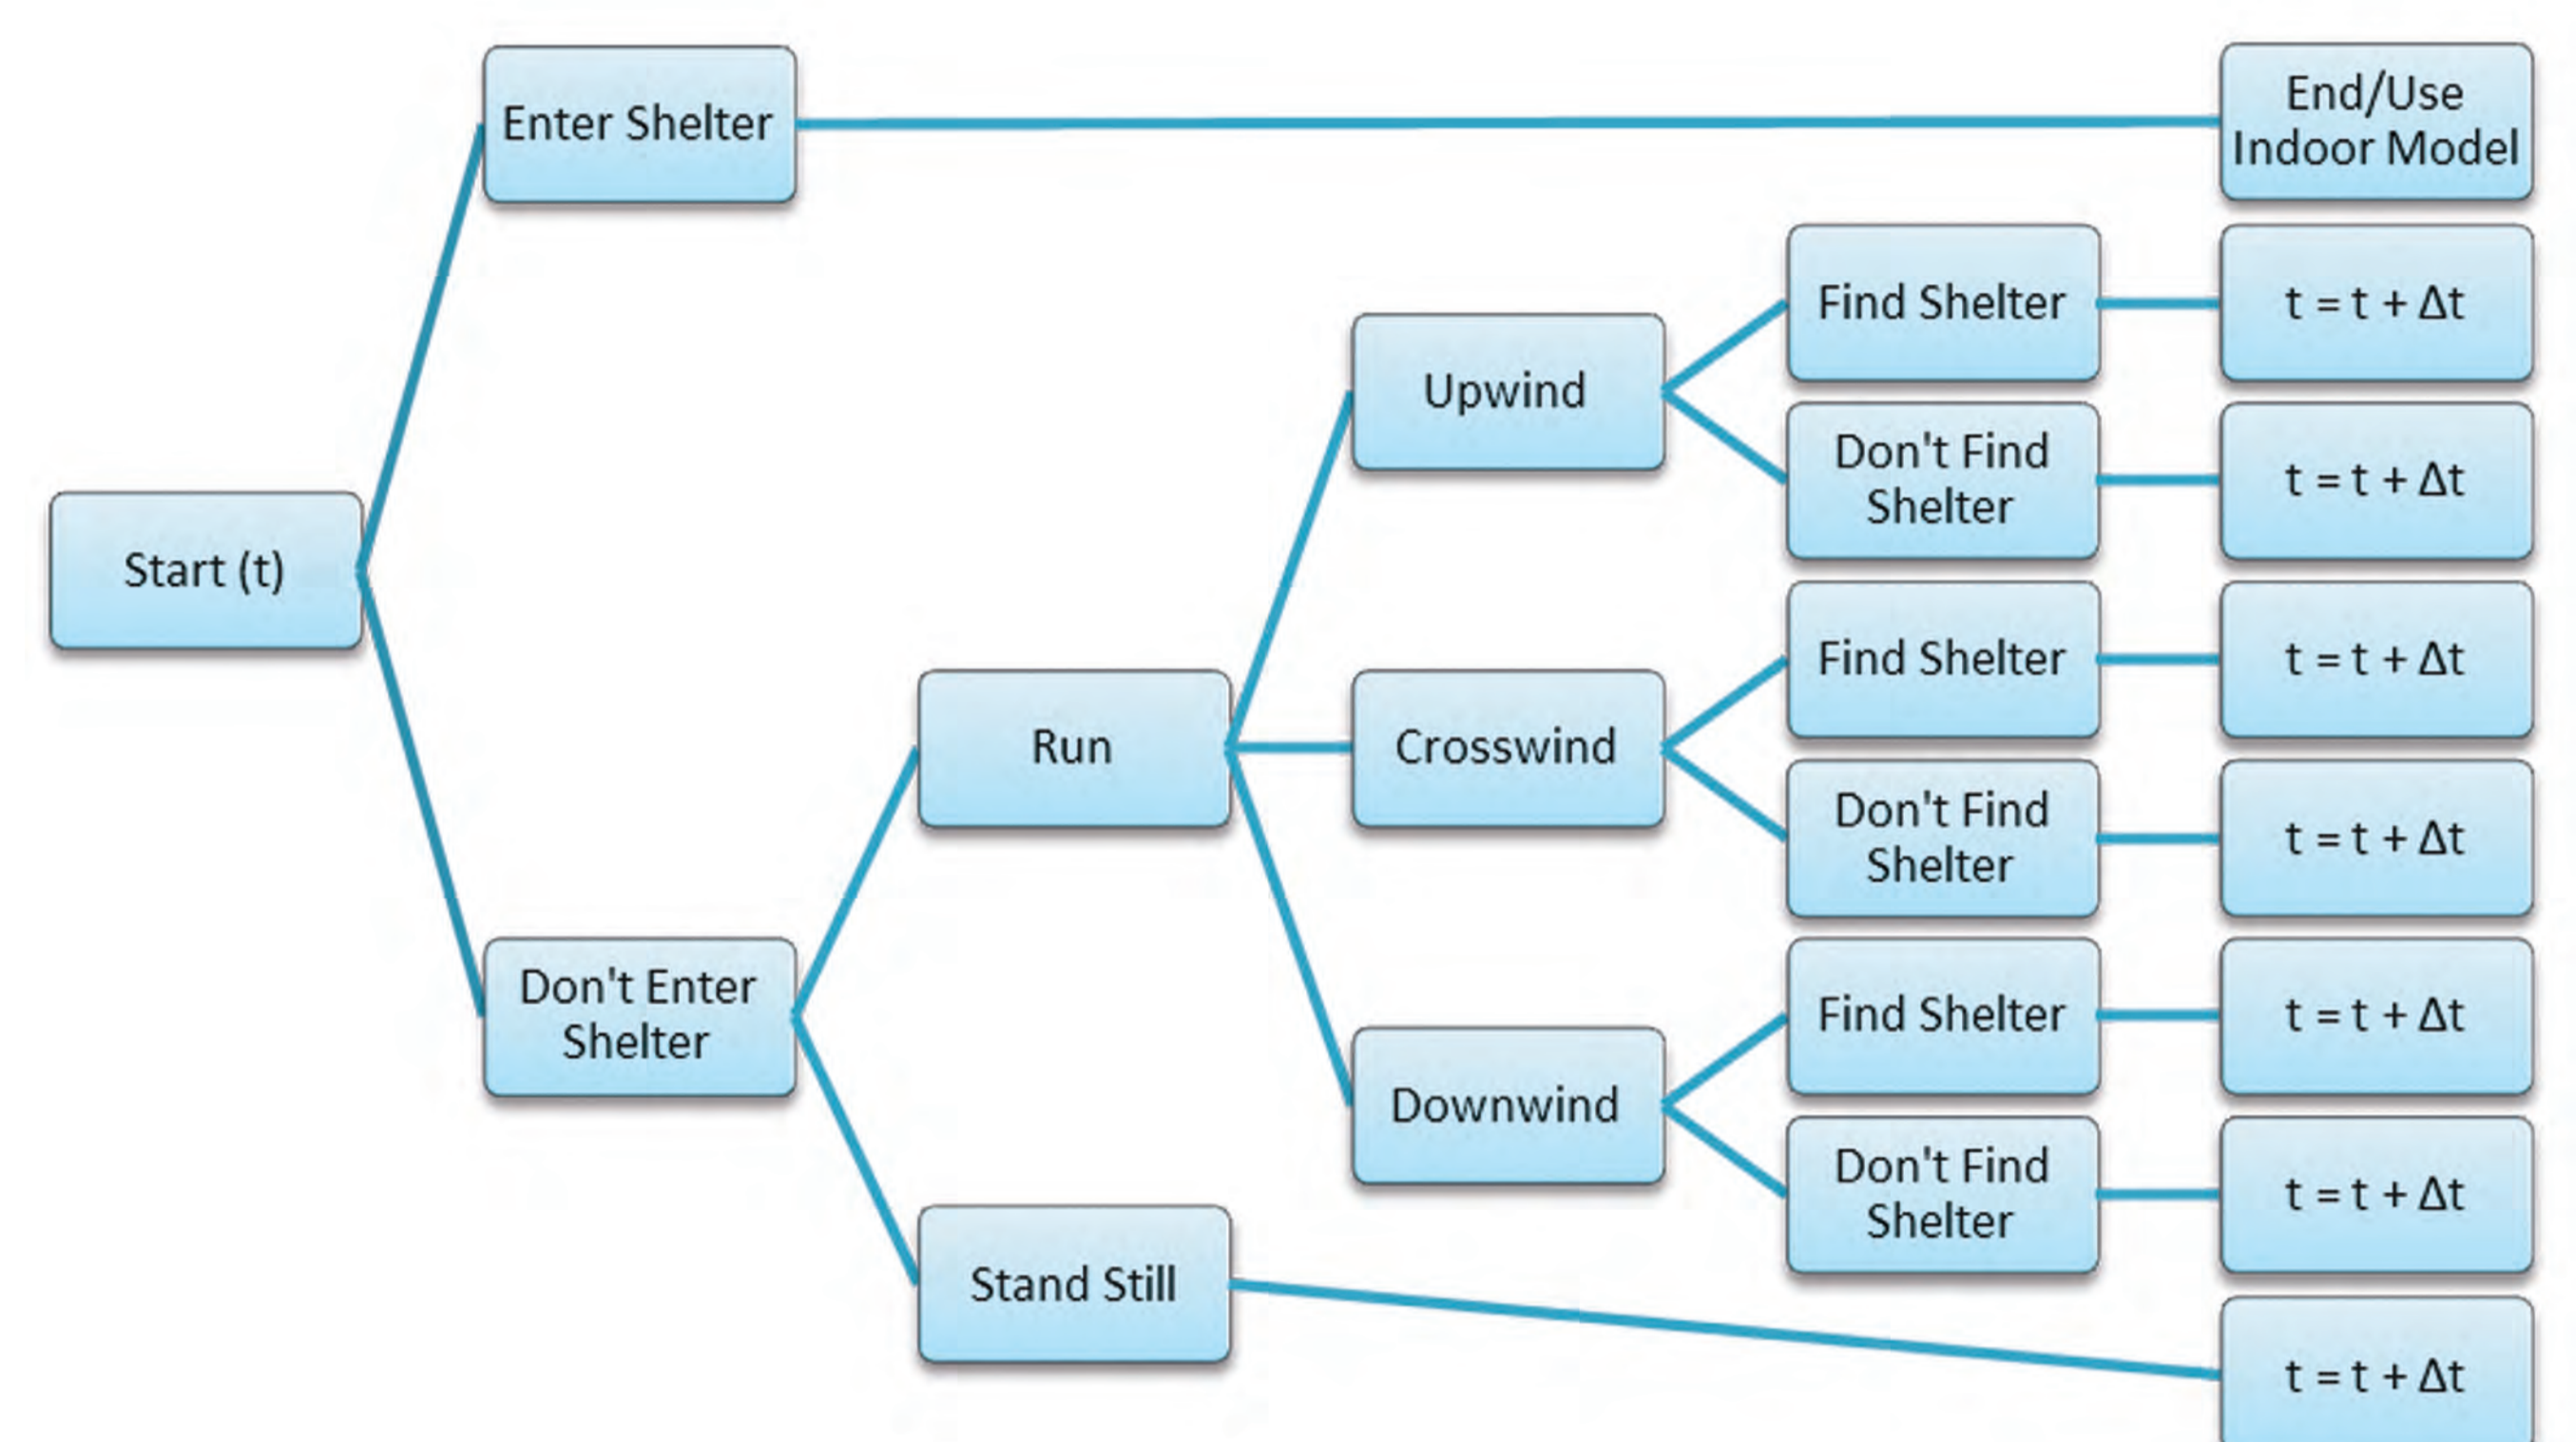 Enter Shelter
End/Use
Indoor Model
Find Shelter
t = t + Δt
Upwind
Don't Find
Shelter
t = t + Δt
Start (t)
Find Shelter
t = t + Δt
Run
Crosswind
Don't Find
Shelter
t = t + Δt
Don't Enter
Shelter
Find Shelter
t = t + Δt
Downwind
Don't Find
Shelter
t = t + Δt
Stand Still
t = t + Δt